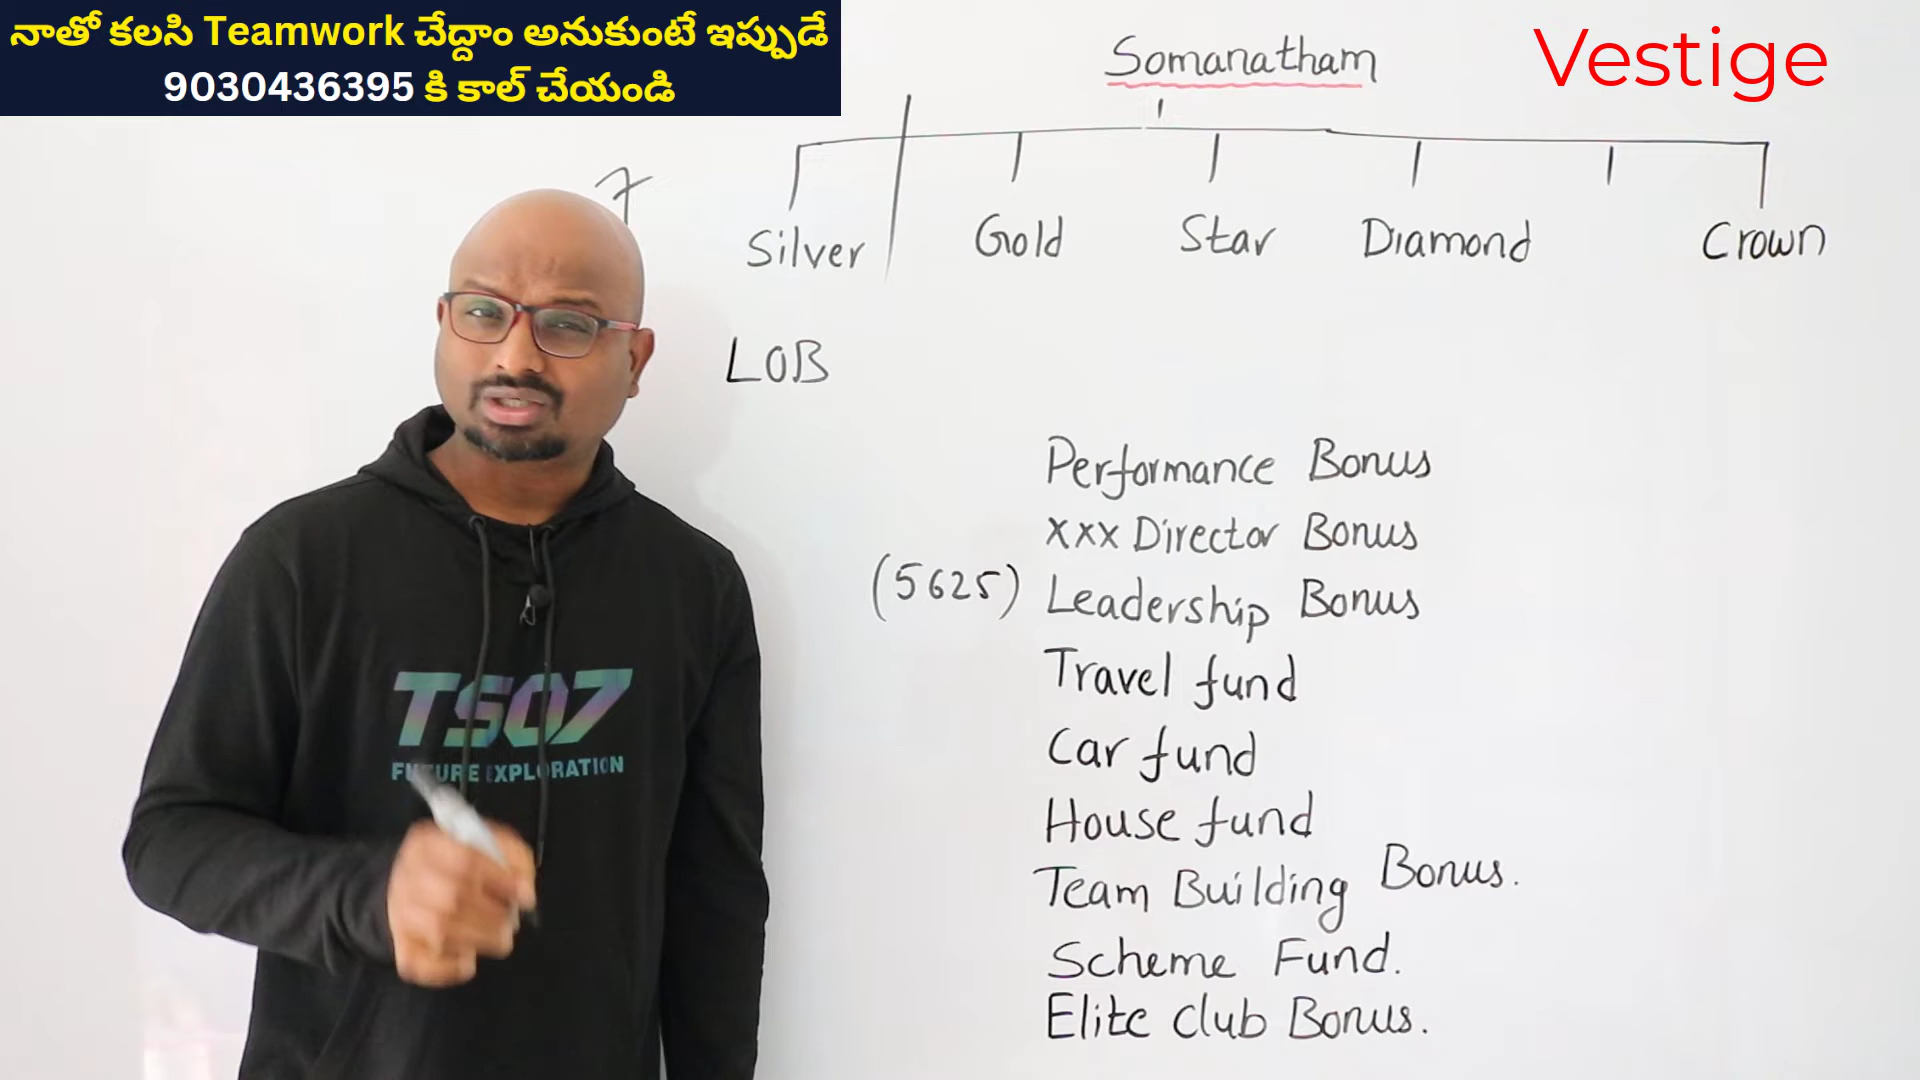 నాతో కలసి Teamwork చేద్దాం అనుకుంటే ఇప్పుడే
9030436395 కి కాల్ చేయండి
Vestige
Somanatham
7
Silver Gold Star Diamond Crown
LOB
Performance Bonus
xxx Director Bonus
(5625) Leadership Bonus
Travel fund
Car fund
House fund
Team Building Bonus.
Scheme Fund.
Elite club Bonus.
TS07
FUTURE EXPLORATION